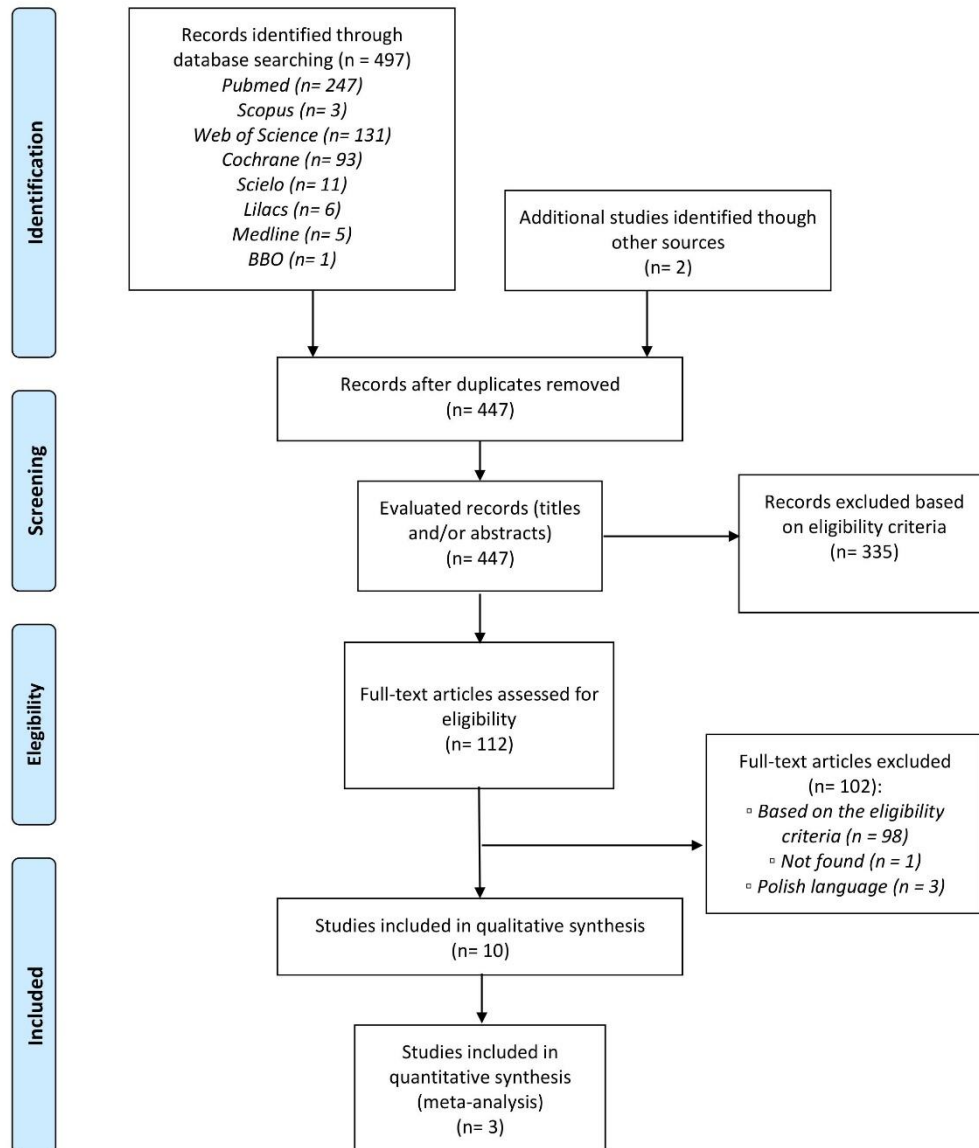 Identification
Records identified through
database searching (n = 497)
Pubmed (n= 247)
Scopus (n= 3)
Web of Science (n= 131)
Cochrane (n= 93)
Scielo (n= 11)
Lilacs (n= 6)
Medline (n= 5)
BBO (n= 1)
Additional studies identified though
other sources
(n= 2)
Screening
Records after duplicates removed
(n= 447)
Evaluated records (titles
and/or abstracts)
(n= 447)
Records excluded based
on eligibility criteria
(n= 335)
Elegibility
Full-text articles assessed for
eligibility
(n= 112)
Full-text articles excluded
(n= 102):
▫ Based on the eligibility
criteria (n = 98)
▫ Not found (n = 1)
▫ Polish language (n = 3)
Included
Studies included in qualitative synthesis
(n= 10)
Studies included in
quantitative synthesis
(meta-analysis)
(n= 3)